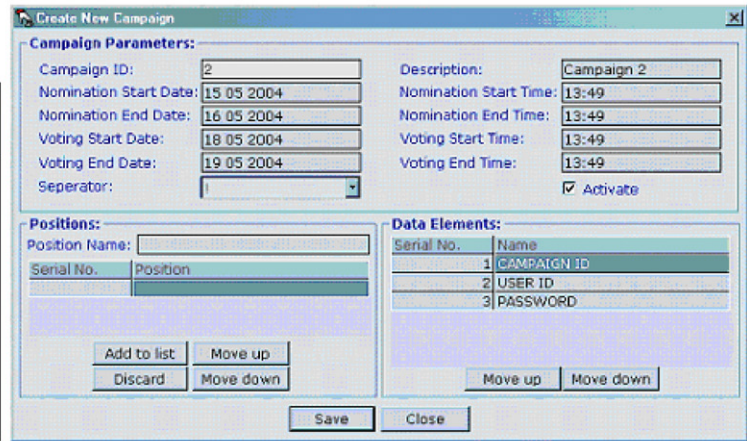 Create New Campaign
Campaign Parameters:
Campaign ID: 2 Description: Campaign 2
Nomination Start Date: 15 05 2004 Nomination Start Time: 13:49
Nomination End Date: 16 05 2004 Nomination End Time: 13:49
Voting Start Date: 18 05 2004 Voting Start Time: 13:49
Voting End Date: 19 05 2004 Voting End Time: 13:49
Seperator: | Activate
Positions:
Position Name:
Serial No. Position
Add to list Move up
Discard Move down
Data Elements:
Serial No. Name
1 CAMPAIGN ID
2 USER ID
3 PASSWORD
Move up Move down
Save Close